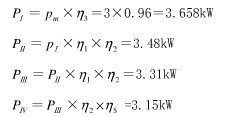 P_I = p_m × η_3 = 3 × 0.96 = 3.658kW
P_II = p_I × η_1 × η_2 = 3.48kW
P_III = P_II × η_1 × η_2 = 3.31kW
P_IV = P_III × η_2 × η_5 =3.15kW